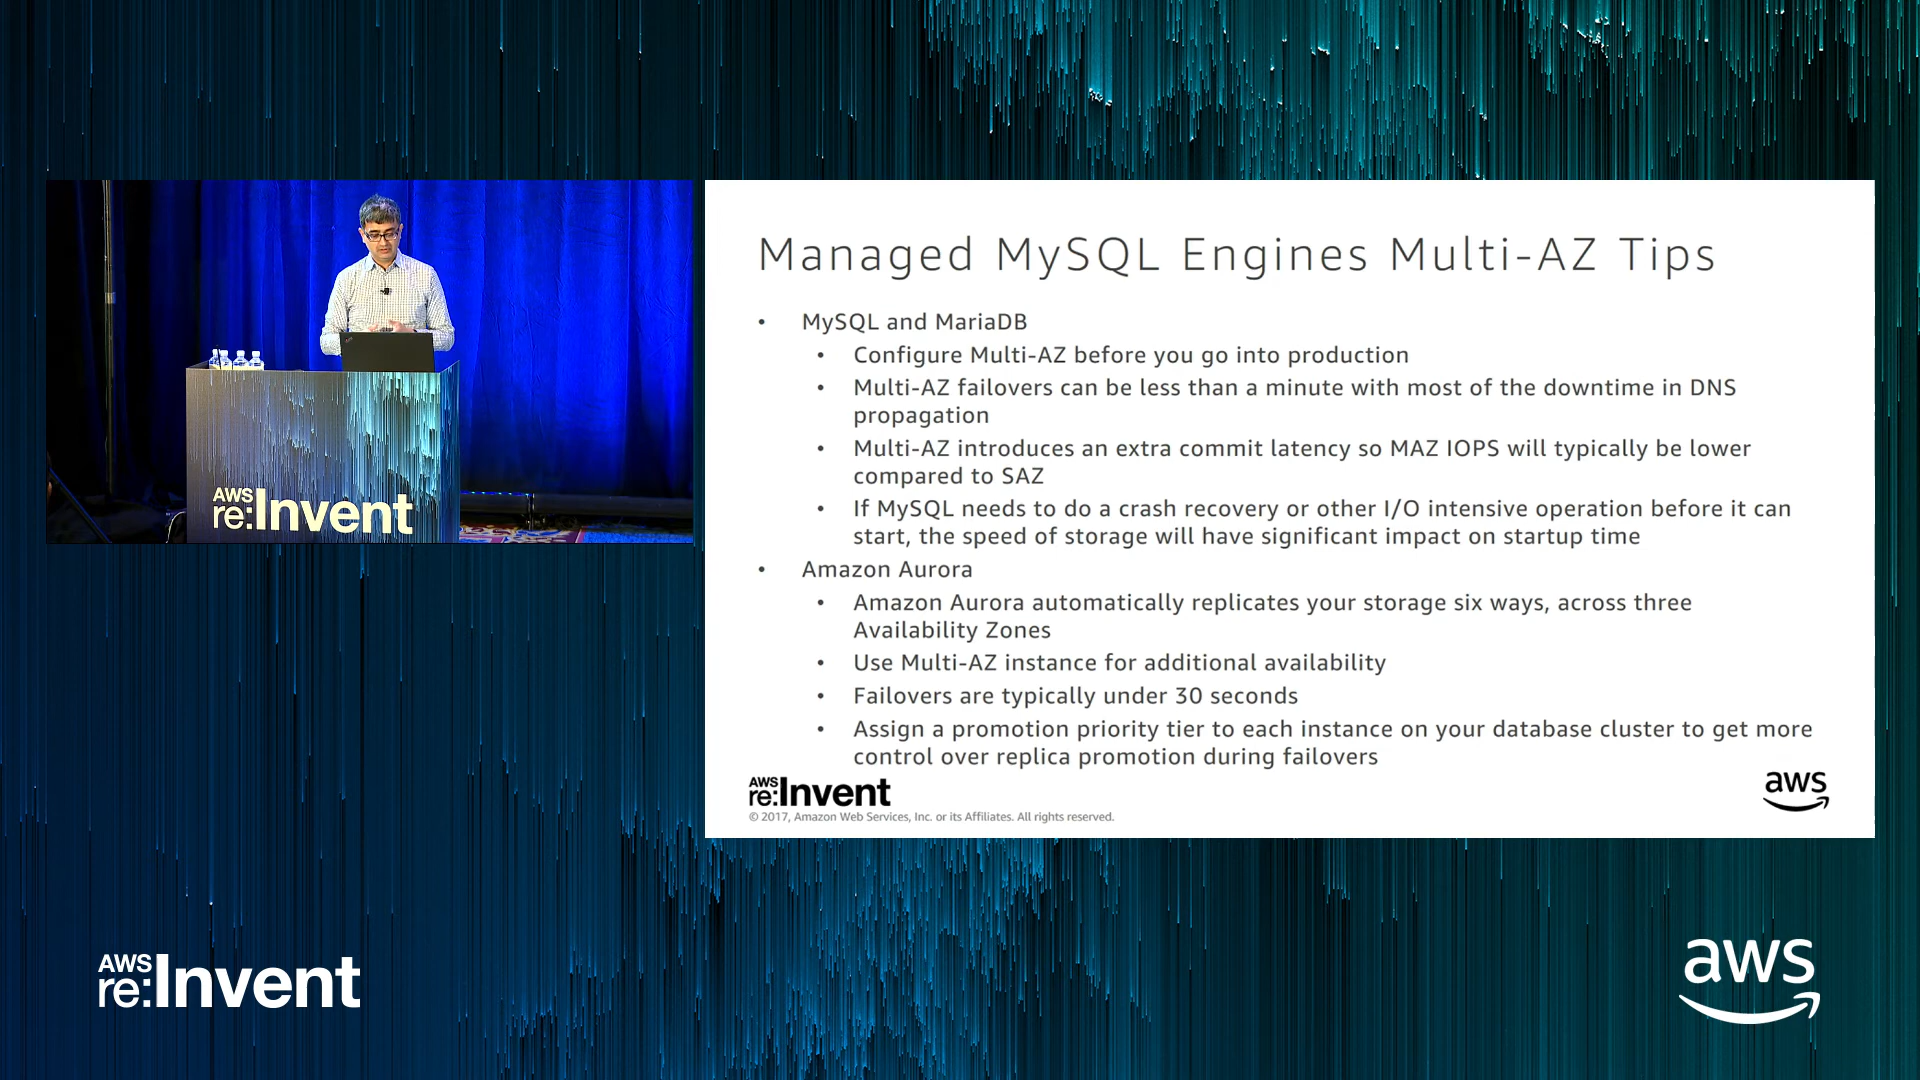 Managed MySQL Engines Multi-AZ Tips
• MySQL and MariaDB
• Configure Multi-AZ before you go into production
• Multi-AZ failovers can be less than a minute with most of the downtime in DNS
propagation
• Multi-AZ introduces an extra commit latency so MAZ IOPS will typically be lower
compared to SAZ
• If MySQL needs to do a crash recovery or other I/O intensive operation before it can
start, the speed of storage will have significant impact on startup time
• Amazon Aurora
• Amazon Aurora automatically replicates your storage six ways, across three
Availability Zones
• Use Multi-AZ instance for additional availability
• Failovers are typically under 30 seconds
• Assign a promotion priority tier to each instance on your database cluster to get more
control over replica promotion during failovers
AWS
re:Invent
© 2017, Amazon Web Services, Inc. or its Affiliates. All rights reserved.
aws
AWS
re:Invent
AWS
re:Invent
aws